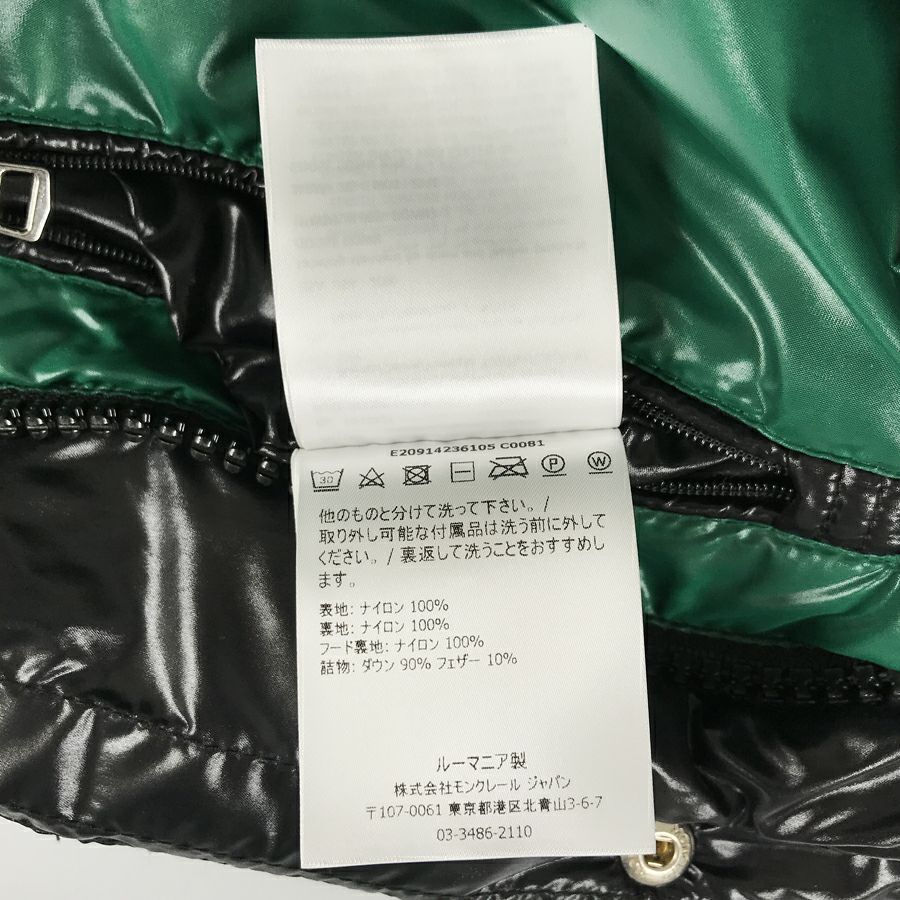 E20914236105 C0081
30 P W
他のものと分けて洗って下さい。/
取り外し可能な付属品は洗う前に外して
ください。/ 裏返して洗うことをおすすめし
ます。
表地: ナイロン 100%
裏地: ナイロン 100%
フード裏地: ナイロン 100%
詰物: ダウン 90% フェザー 10%
ルーマニア製
株式会社モンクレール ジャパン
〒107-0061 東京都港区北青山3-6-7
03-3486-2110